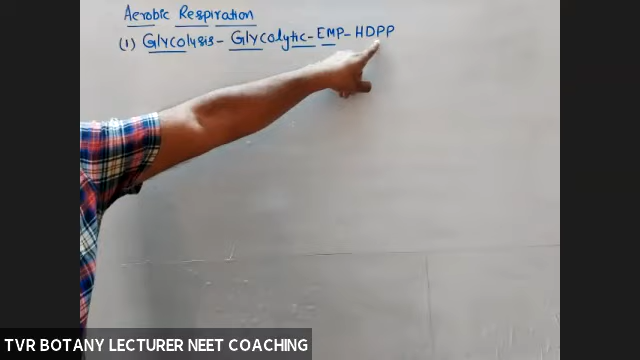 Aerobic Respiration
(1) Glycolysis - Glycolytic - EMP - HDPP
TVR BOTANY LECTURER NEET COACHING